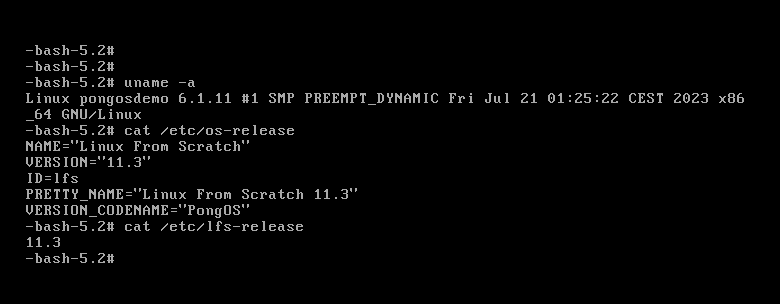 -bash-5.2#
-bash-5.2#
-bash-5.2# uname -a
Linux pongosdemo 6.1.11 #1 SMP PREEMPT_DYNAMIC Fri Jul 21 01:25:22 CEST 2023 x86
_64 GNU/Linux
-bash-5.2# cat /etc/os-release
NAME="Linux From Scratch"
VERSION="11.3"
ID=lfs
PRETTY_NAME="Linux From Scratch 11.3"
VERSION_CODENAME="PongOS"
-bash-5.2# cat /etc/lfs-release
11.3
-bash-5.2#